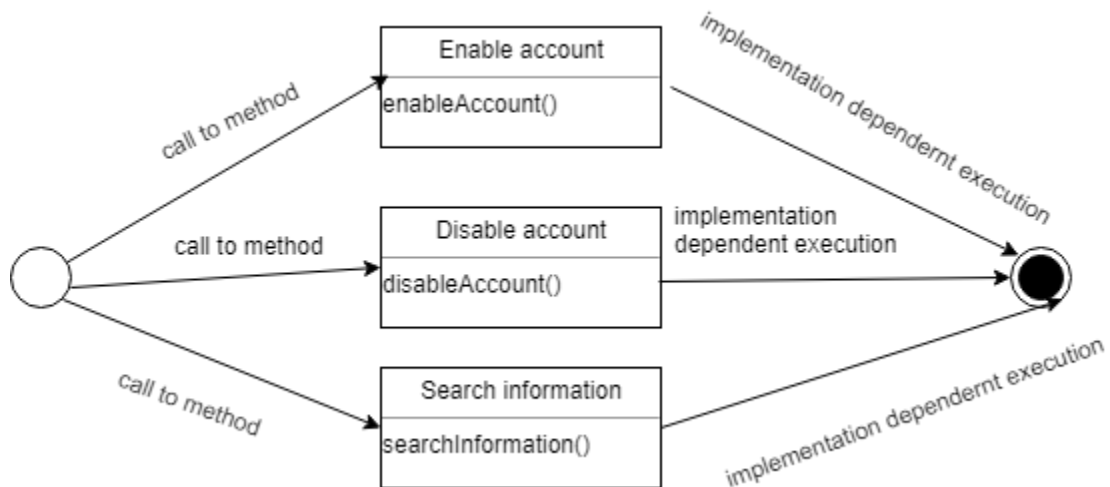 Enable account
enableAccount()
call to method
implementation dependernt execution
Disable account
disableAccount()
call to method
implementation
dependent execution
Search information
searchInformation()
call to method
implementation dependernt execution